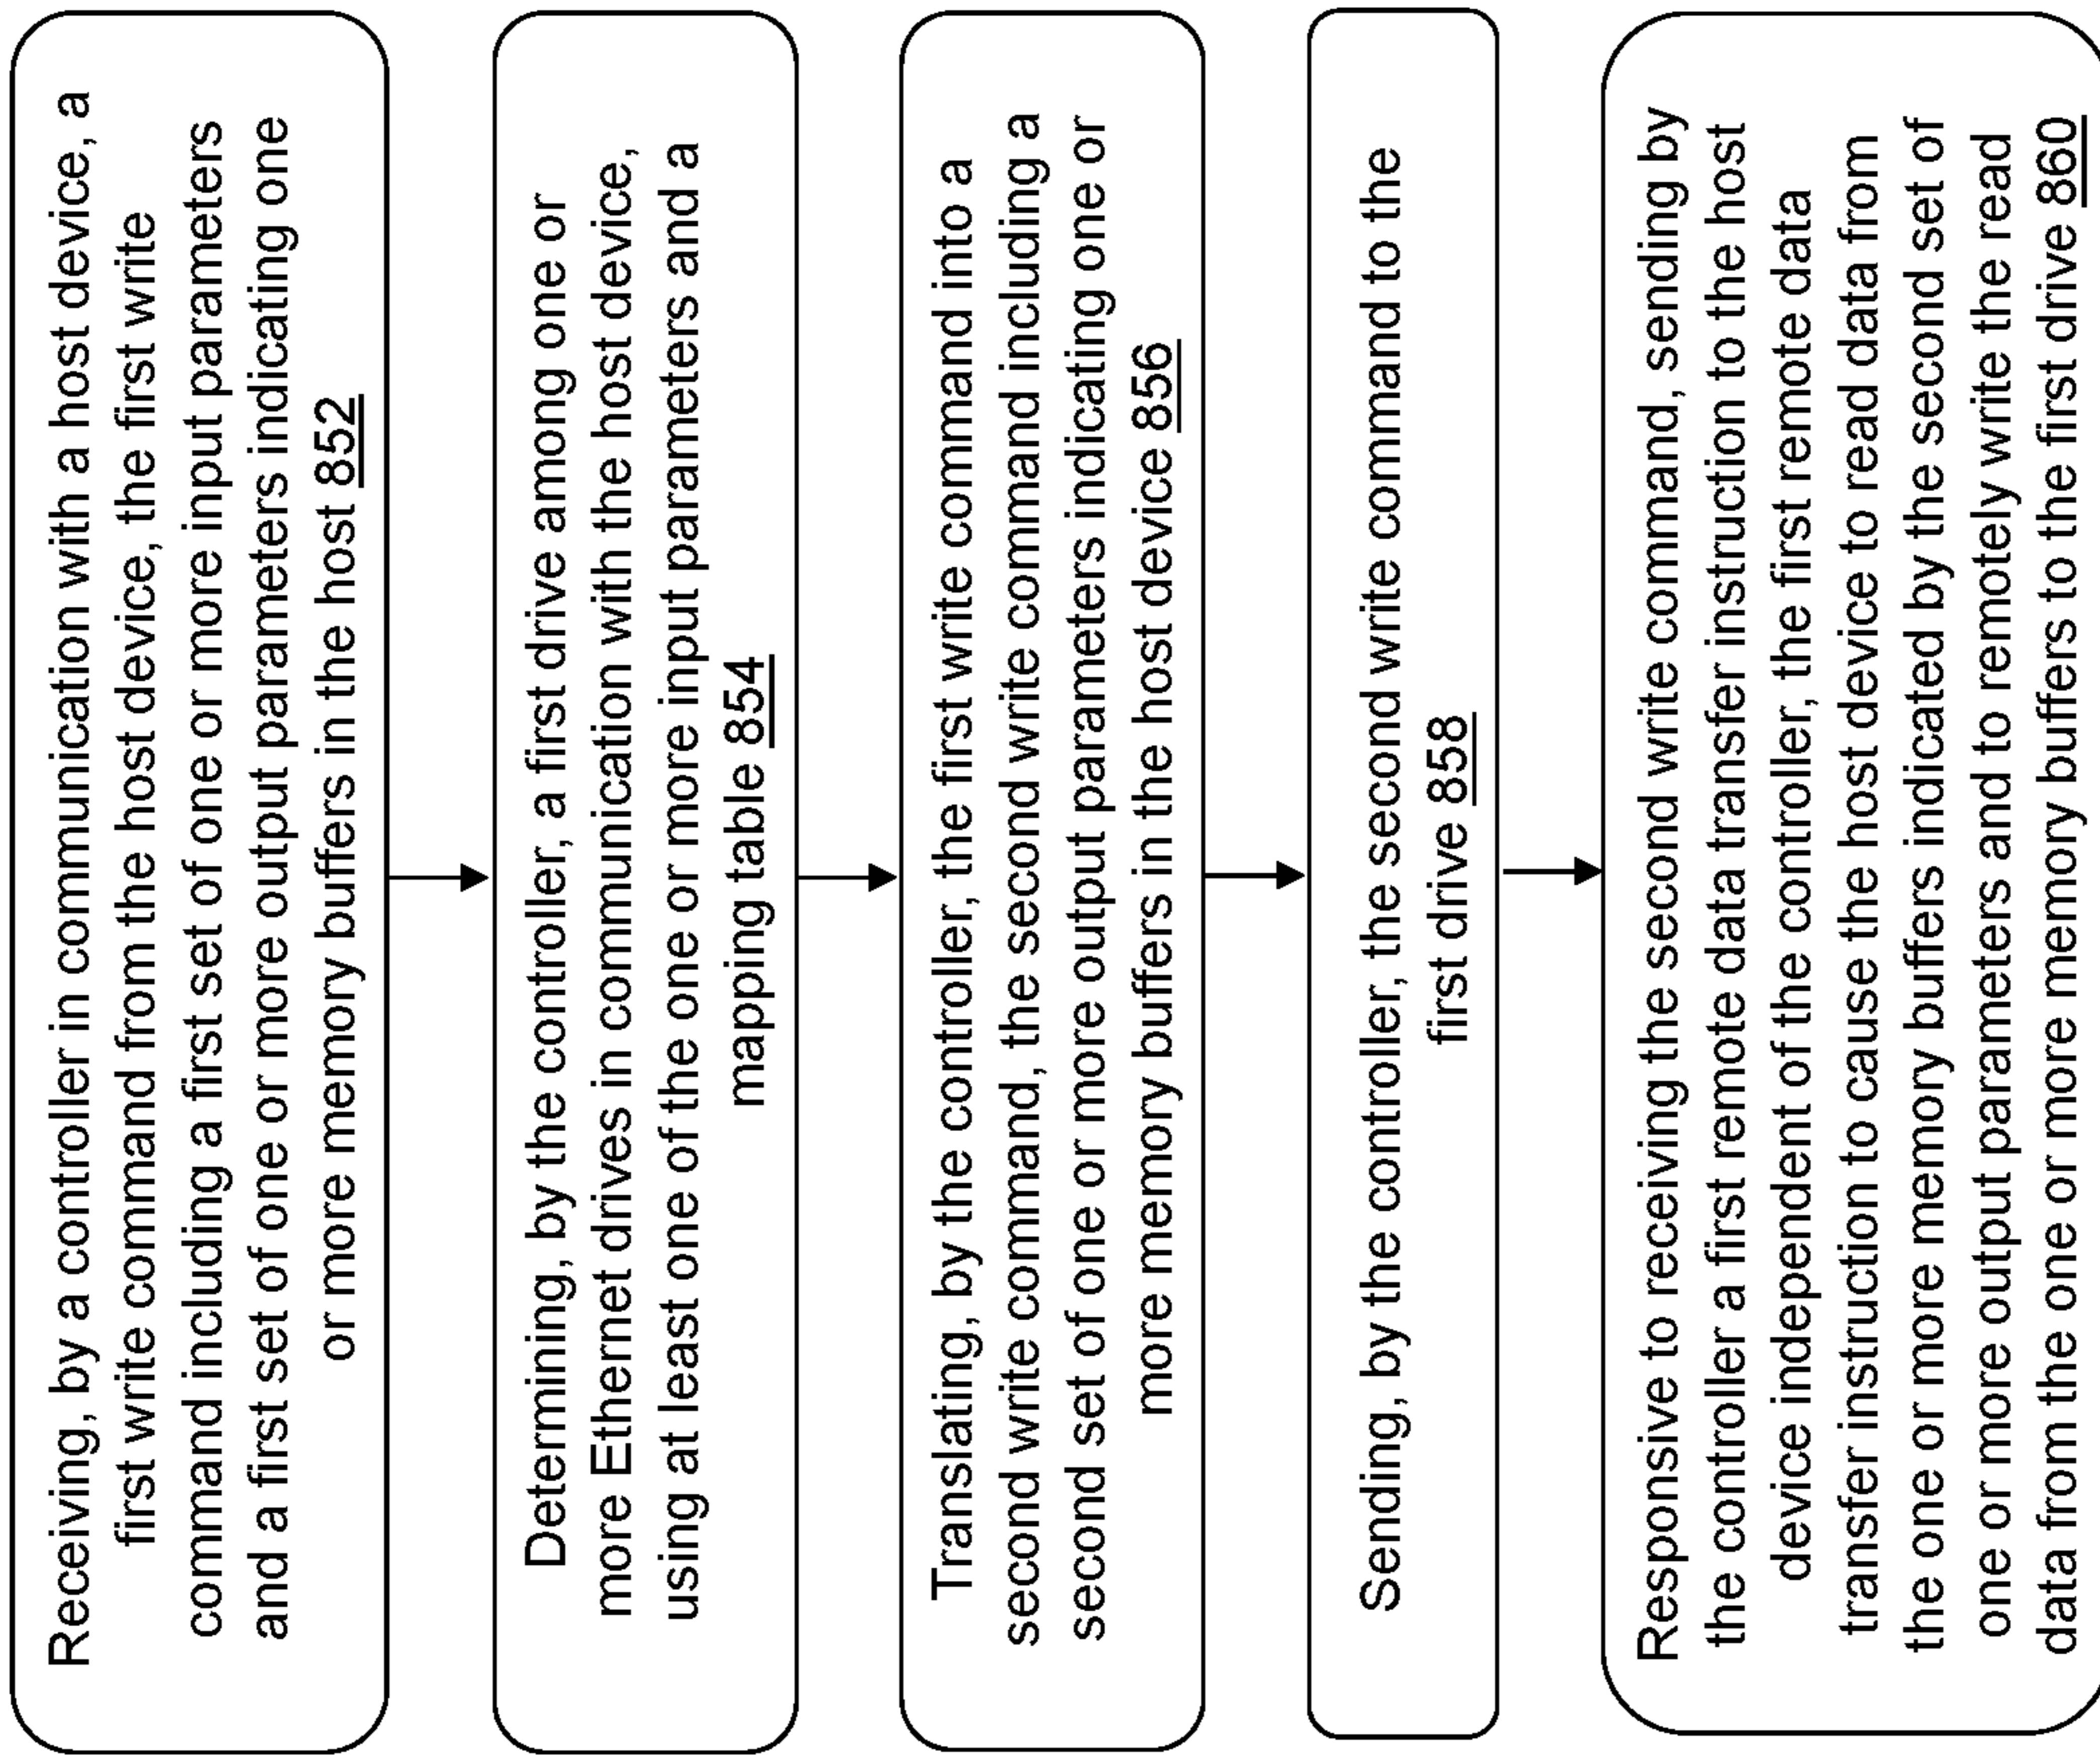 Receiving, by a controller in communication with a host device, a
first write command from the host device, the first write
command including a first set of one or more input parameters
and a first set of one or more output parameters indicating one
or more memory buffers in the host 852
Determining, by the controller, a first drive among one or
more Ethernet drives in communication with the host device,
using at least one of the one or more input parameters and a
mapping table 854
Translating, by the controller, the first write command into a
second write command, the second write command including a
second set of one or more output parameters indicating one or
more memory buffers in the host device 856
Sending, by the controller, the second write command to the
first drive 858
Responsive to receiving the second write command, sending by
the controller a first remote data transfer instruction to the host
device independent of the controller, the first remote data
transfer instruction to cause the host device to read data from
the one or more memory buffers indicated by the second set of
one or more output parameters and to remotely write the read
data from the one or more memory buffers to the first drive 860